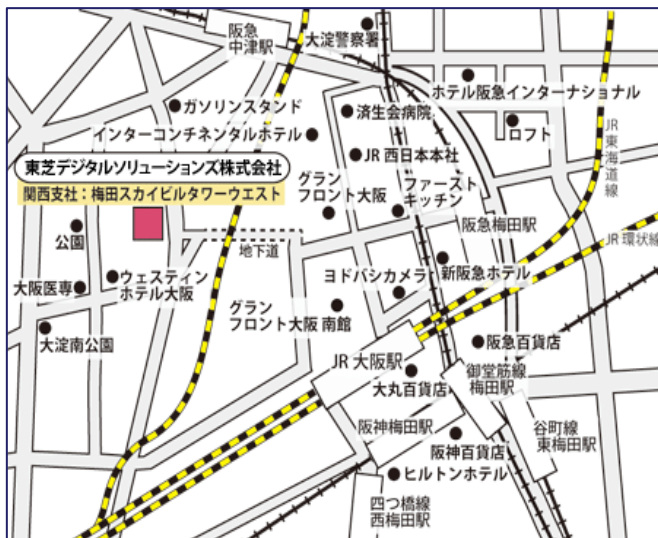 阪急
中津駅
大淀警察署
ホテル阪急インターナショナル
ガソリンスタンド
済生会病院
ロフト
インターコンチネンタルホテル
JR 東海道線
JR 西日本本社
東芝デジタルソリューションズ株式会社
関西支社：梅田スカイビルタワーウエスト
グラン
フロント大阪
ファースト
キッチン
阪急梅田駅
公園
JR 環状線
地下道
新阪急ホテル
大阪医専
ウェスティン
ホテル大阪
ヨドバシカメラ
グラン
フロント大阪 南館
大淀南公園
阪急百貨店
JR 大阪駅
御堂筋線
梅田駅
大丸百貨店
阪神梅田駅
谷町線
東梅田駅
阪神百貨店
ヒルトンホテル
四つ橋線
西梅田駅